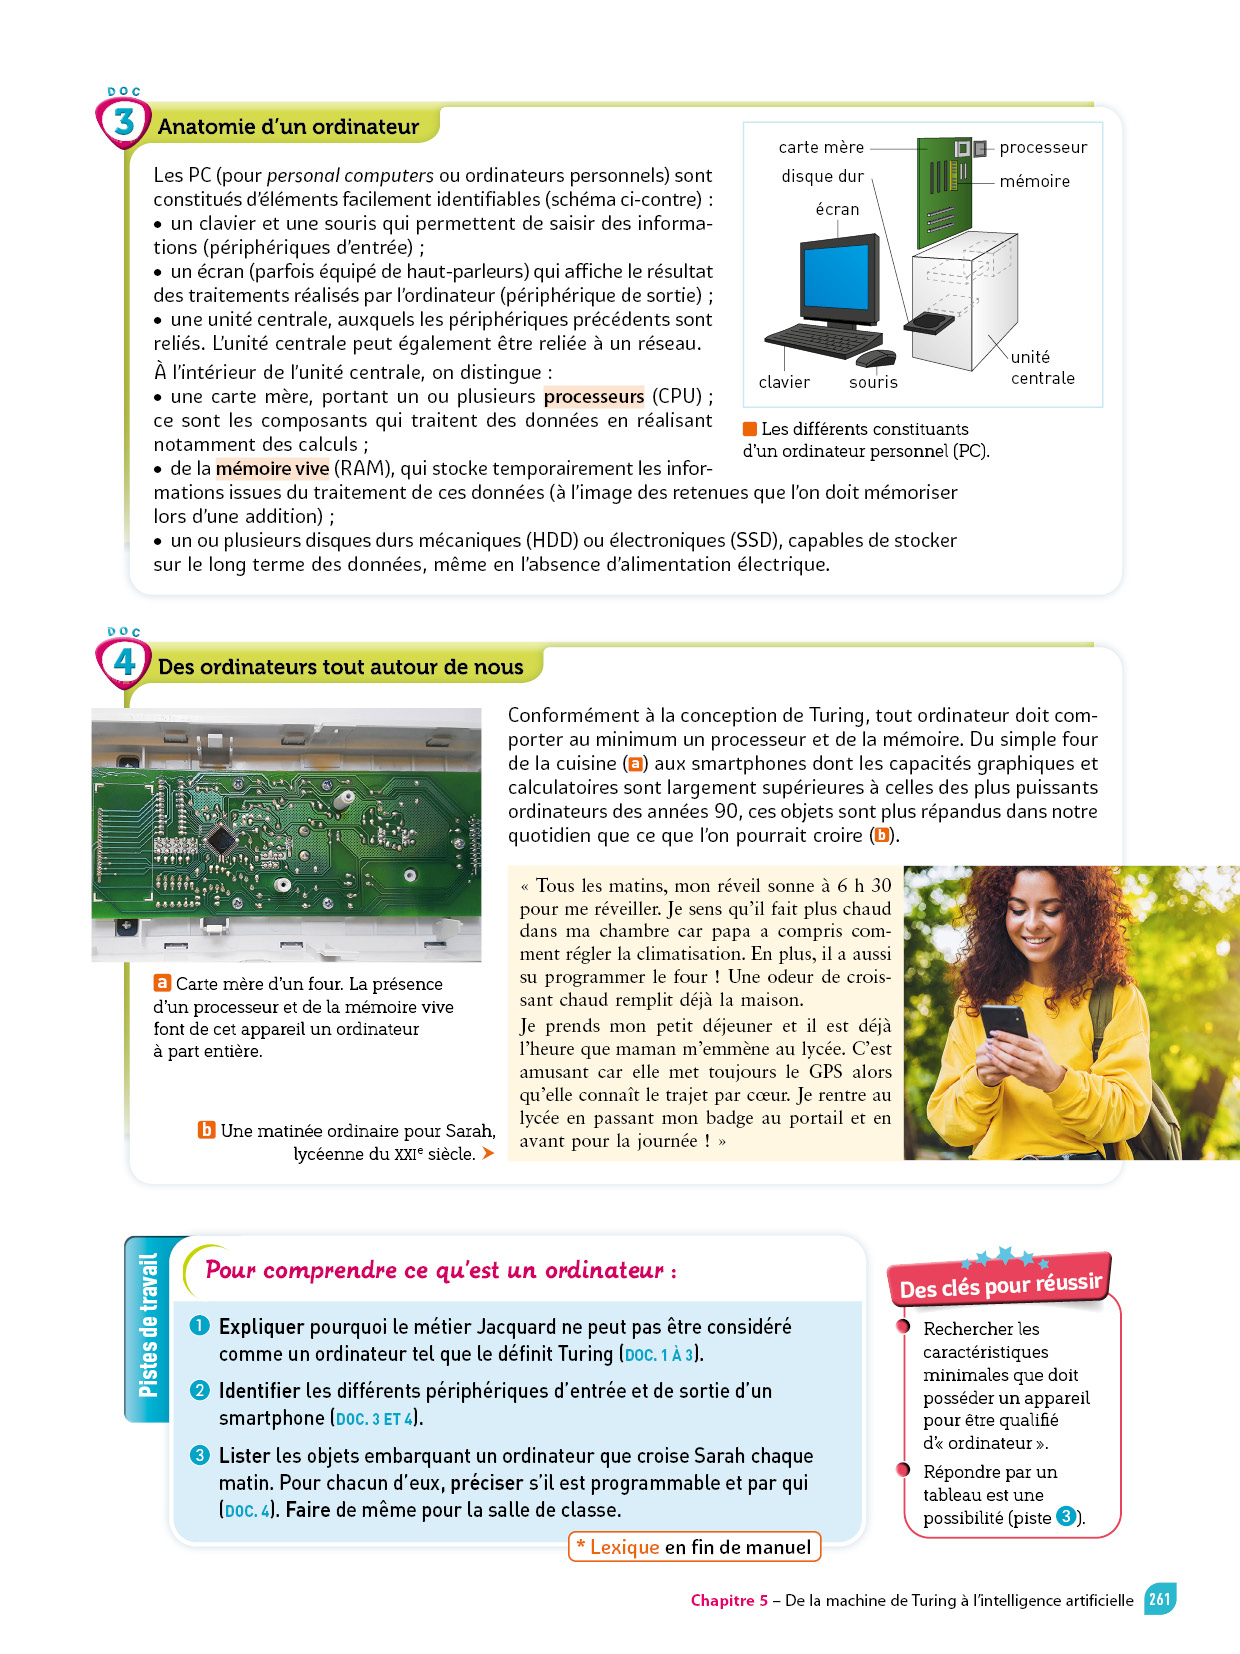 DOC
3
Anatomie d'un ordinateur
Les PC (pour personal computers ou ordinateurs personnels) sont
constitués d'éléments facilement identifiables (schéma ci-contre) :
• un clavier et une souris qui permettent de saisir des informa-
tions (périphériques d'entrée) ;
• un écran (parfois équipé de haut-parleurs) qui affiche le résultat
des traitements réalisés par l'ordinateur (périphérique de sortie) ;
• une unité centrale, auxquels les périphériques précédents sont
reliés. L'unité centrale peut également être reliée à un réseau.
À l'intérieur de l'unité centrale, on distingue :
• une carte mère, portant un ou plusieurs processeurs (CPU) ;
ce sont les composants qui traitent des données en réalisant
notamment des calculs ;
• de la mémoire vive (RAM), qui stocke temporairement les infor-
mations issues du traitement de ces données (à l'image des retenues que l'on doit mémoriser
lors d'une addition) ;
• un ou plusieurs disques durs mécaniques (HDD) ou électroniques (SSD), capables de stocker
sur le long terme des données, même en l'absence d'alimentation électrique.
carte mère
processeur
disque dur
mémoire
écran
unité
centrale
clavier
souris
Les différents constituants
d'un ordinateur personnel (PC).
DOC
4
Des ordinateurs tout autour de nous
Conformément à la conception de Turing, tout ordinateur doit com-
porter au minimum un processeur et de la mémoire. Du simple four
de la cuisine (a) aux smartphones dont les capacités graphiques et
calculatoires sont largement supérieures à celles des plus puissants
ordinateurs des années 90, ces objets sont plus répandus dans notre
quotidien que ce que l'on pourrait croire (b).
a Carte mère d'un four. La présence
d'un processeur et de la mémoire vive
font de cet appareil un ordinateur
à part entière.
b Une matinée ordinaire pour Sarah,
lycéenne du XXIe siècle.
« Tous les matins, mon réveil sonne à 6 h 30
pour me réveiller. Je sens qu'il fait plus chaud
dans ma chambre car papa a compris com-
ment régler la climatisation. En plus, il a aussi
su programmer le four ! Une odeur de crois-
sant chaud remplit déjà la maison.
Je prends mon petit déjeuner et il est déjà
l'heure que maman m'emmène au lycée. C'est
amusant car elle met toujours le GPS alors
qu'elle connaît le trajet par cœur. Je rentre au
lycée en passant mon badge au portail et en
avant pour la journée ! »
Pistes de travail
Pour comprendre ce qu'est un ordinateur :
1 Expliquer pourquoi le métier Jacquard ne peut pas être considéré
comme un ordinateur tel que le définit Turing (DOC. 1 À 3).
2 Identifier les différents périphériques d'entrée et de sortie d'un
smartphone (DOC. 3 ET 4).
3 Lister les objets embarquant un ordinateur que croise Sarah chaque
matin. Pour chacun d'eux, préciser s'il est programmable et par qui
(DOC. 4). Faire de même pour la salle de classe.
* Lexique en fin de manuel
Des clés pour réussir
Rechercher les
caractéristiques
minimales que doit
posséder un appareil
pour être qualifié
d'« ordinateur ».
Répondre par un
tableau est une
possibilité (piste 3).
Chapitre 5 – De la machine de Turing à l'intelligence artificielle 261